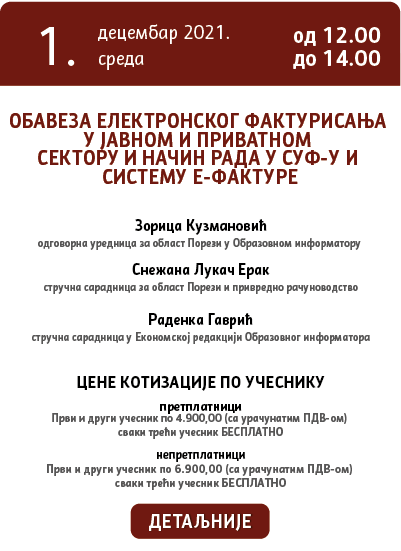 1.
децембар 2021.
среда
од 12.00
до 14.00
ОБАВЕЗА ЕЛЕКТРОНСКОГ ФАКТУРИСАЊА
У ЈАВНОМ И ПРИВАТНОМ
СЕКТОРУ И НАЧИН РАДА У СУФ-У И
СИСТЕМУ Е-ФАКТУРЕ
Зорица Кузмановић
одговорна уредница за област Порези у Образовном информатору
Снежана Лукач Ерак
стручна сарадница за област Порези и привредно рачуноводство
Раденка Гаврић
стручна сарадница у Економској редакцији Образовног информатора
ЦЕНЕ КОТИЗАЦИЈЕ ПО УЧЕСНИКУ
претплатници
Први и други учесник по 4.900,00 (са урачунатим ПДВ-ом)
сваки трећи учесник БЕСПЛАТНО
непретплатници
Први и други учесник по 6.900,00 (са урачунатим ПДВ-ом)
сваки трећи учесник БЕСПЛАТНО
ДЕТАЉНИЈЕ